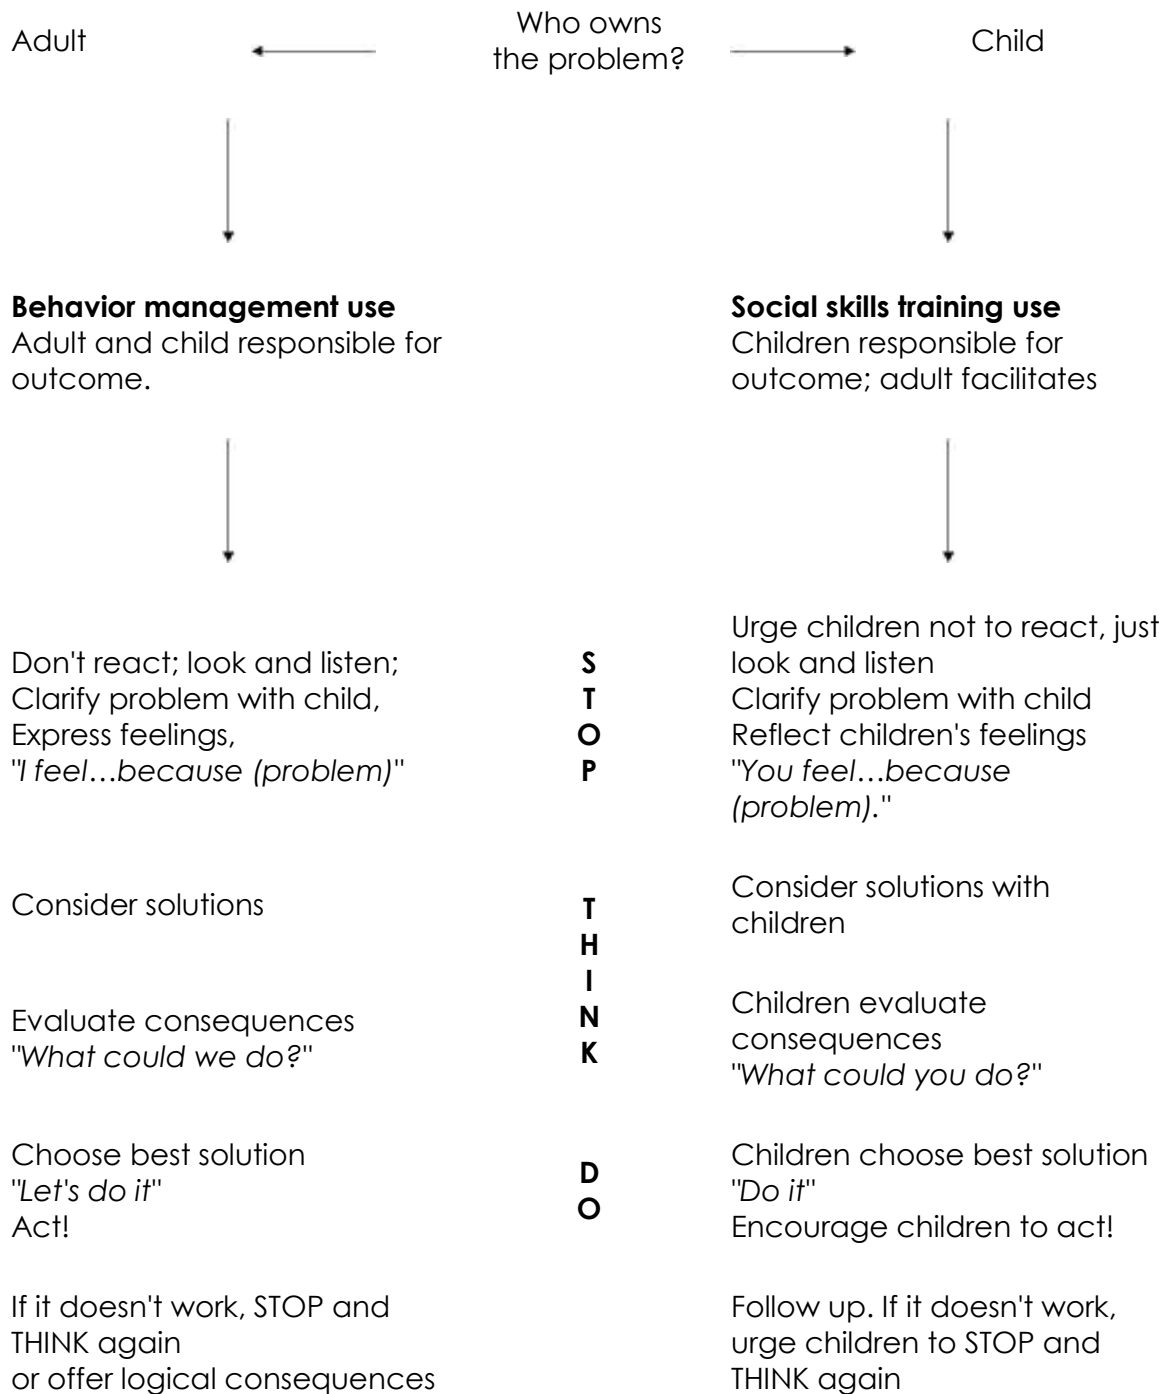 Adult
Who owns
the problem?
Child
Behavior management use
Adult and child responsible for
outcome.
Social skills training use
Children responsible for
outcome; adult facilitates
Don't react; look and listen;
Clarify problem with child,
Express feelings,
"I feel…because (problem)"
S
T
O
P
Urge children not to react, just
look and listen
Clarify problem with child
Reflect children's feelings
"You feel…because
(problem)."
Consider solutions
Evaluate consequences
"What could we do?"
T
H
I
N
K
Consider solutions with
children
Children evaluate
consequences
"What could you do?"
Choose best solution
"Let's do it"
Act!
D
O
Children choose best solution
"Do it"
Encourage children to act!
If it doesn't work, STOP and
THINK again
or offer logical consequences
Follow up. If it doesn't work,
urge children to STOP and
THINK again